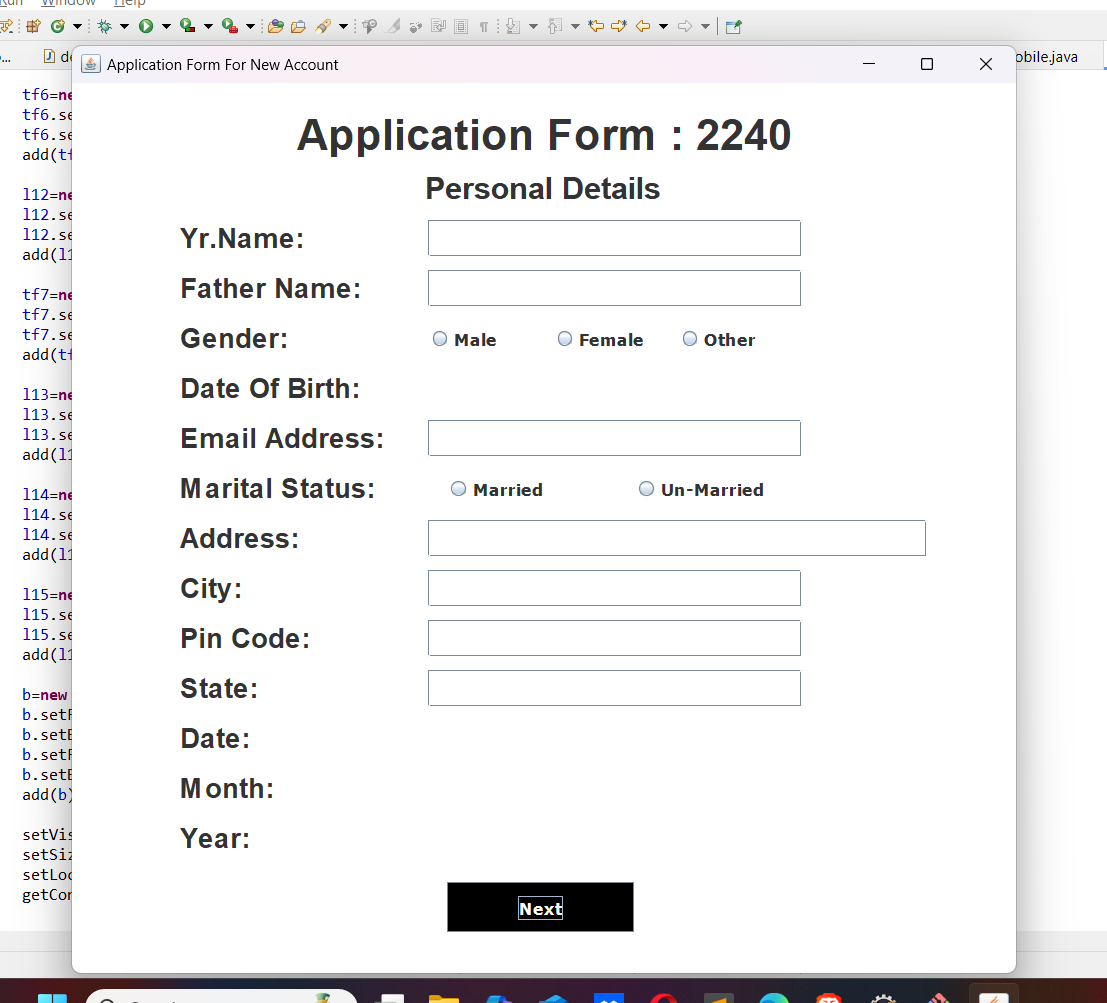 Run Window Help
obile.java
Application Form For New Account
tf6=ne
tf6.se
tf6.se
add(tf
l12=ne
l12.se
l12.se
add(l1
tf7=ne
tf7.se
tf7.se
add(tf
l13=ne
l13.se
l13.se
add(l1
l14=ne
l14.se
l14.se
add(l1
l15=ne
l15.se
l15.se
add(l1
b=new
b.setF
b.setB
b.setF
b.setB
add(b)
setVis
setSiz
setLoc
getCon
Application Form : 2240
Personal Details
Yr.Name:
Father Name:
Gender: Male Female Other
Date Of Birth:
Email Address:
Marital Status: Married Un-Married
Address:
City:
Pin Code:
State:
Date:
Month:
Year:
Next